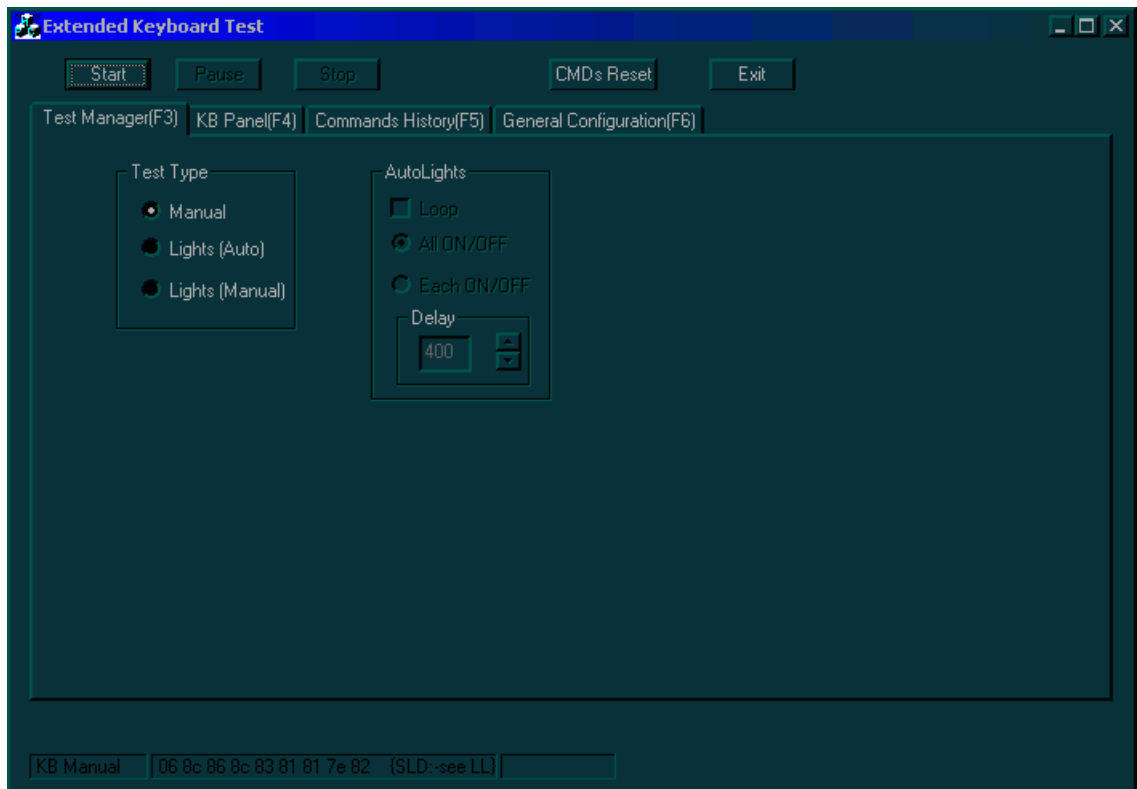 Extended Keyboard Test
Start Pause Stop CMDs Reset Exit
Test Manager(F3) KB Panel(F4) Commands History(F5) General Configuration(F6)
Test Type
Manual
Lights (Auto)
Lights (Manual)
AutoLights
Loop
All ON/OFF
Each ON/OFF
Delay
400
KB Manual 06 8c 86 8c 83 81 81 7e 82 {SLD:-see LL}